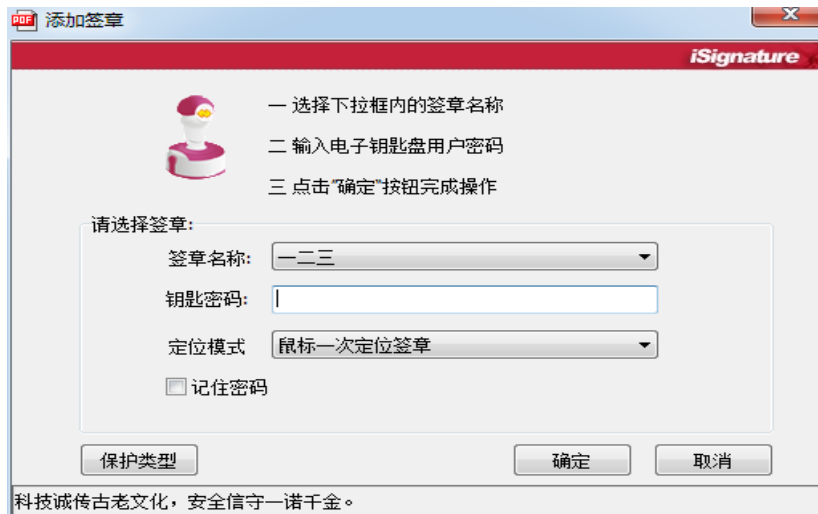 PDF 添加签章
iSignature
一 选择下拉框内的签章名称
二 输入电子钥匙盘用户密码
三 点击"确定"按钮完成操作
请选择签章:
签章名称: 一二三
钥匙密码:
定位模式 鼠标一次定位签章
记住密码
保护类型 确定 取消
科技诚传古老文化，安全信守一诺千金。